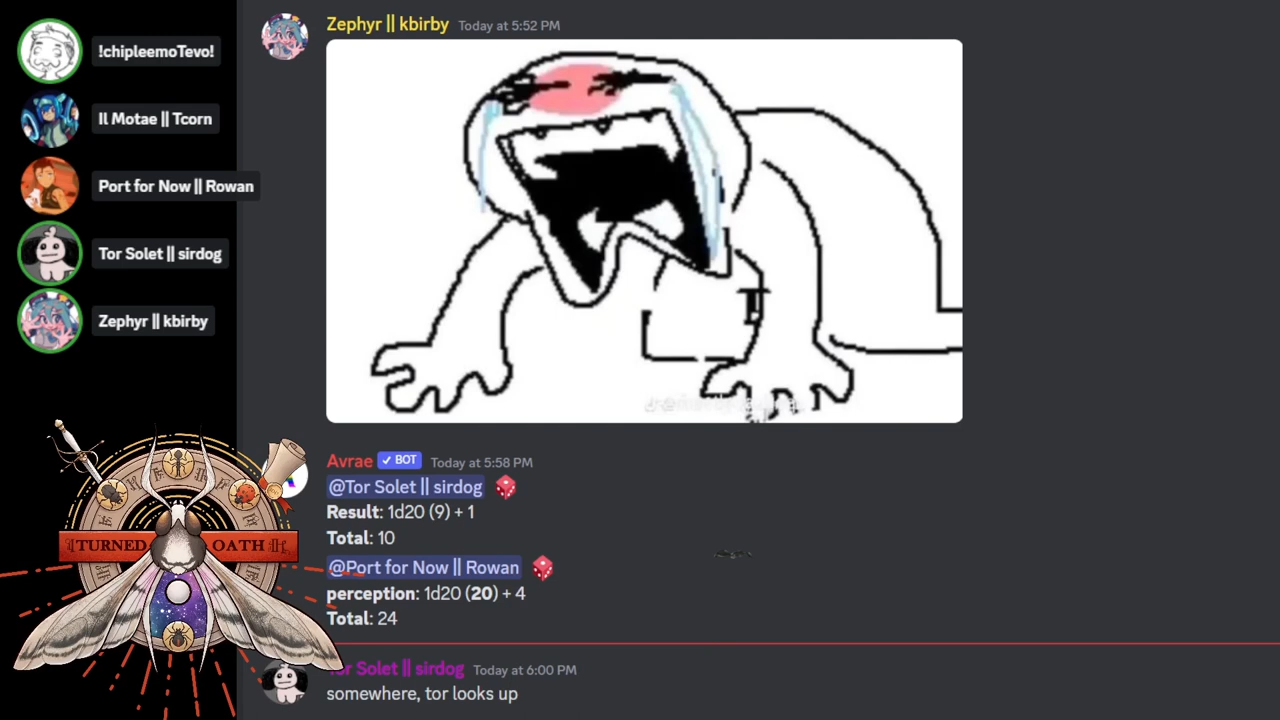 !chipleemoTevo!
Il Motae || Tcorn
Port for Now || Rowan
Tor Solet || sirdog
Zephyr || kbirby
TURNED OATH
Zephyr || kbirby Today at 5:52 PM
Avrae ✓ BOT Today at 5:58 PM
@Tor Solet || sirdog
Result: 1d20 (9) + 1
Total: 10
@Port for Now || Rowan
perception: 1d20 (20) + 4
Total: 24
Tor Solet || sirdog Today at 6:00 PM
somewhere, tor looks up